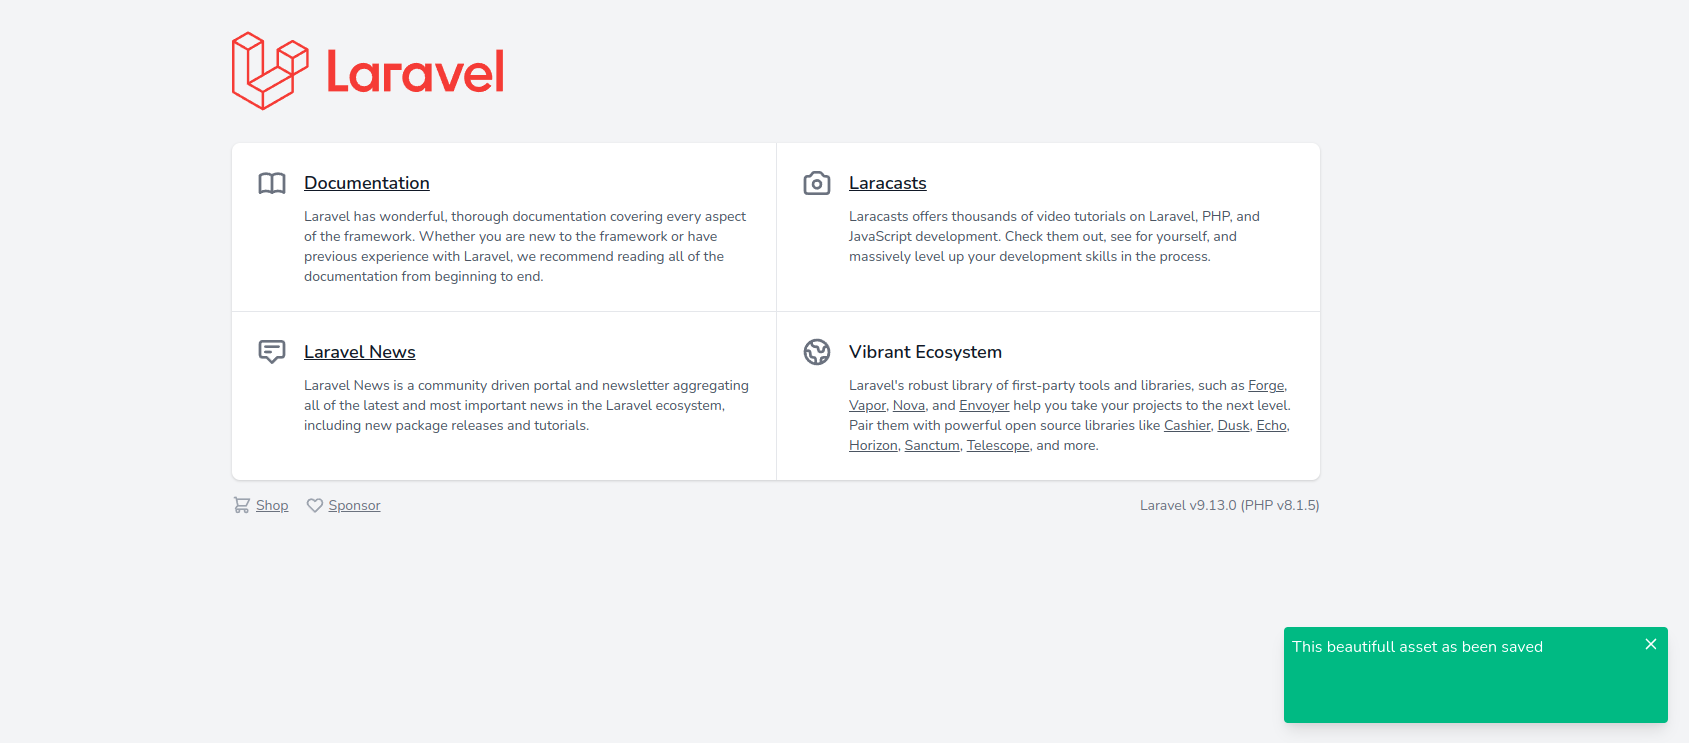 Laravel
Documentation
Laravel has wonderful, thorough documentation covering every aspect
of the framework. Whether you are new to the framework or have
previous experience with Laravel, we recommend reading all of the
documentation from beginning to end.
Laracasts
Laracasts offers thousands of video tutorials on Laravel, PHP, and
JavaScript development. Check them out, see for yourself, and
massively level up your development skills in the process.
Laravel News
Laravel News is a community driven portal and newsletter aggregating
all of the latest and most important news in the Laravel ecosystem,
including new package releases and tutorials.
Vibrant Ecosystem
Laravel's robust library of first-party tools and libraries, such as Forge,
Vapor, Nova, and Envoyer help you take your projects to the next level.
Pair them with powerful open source libraries like Cashier, Dusk, Echo,
Horizon, Sanctum, Telescope, and more.
Shop
Sponsor
Laravel v9.13.0 (PHP v8.1.5)
This beautifull asset as been saved